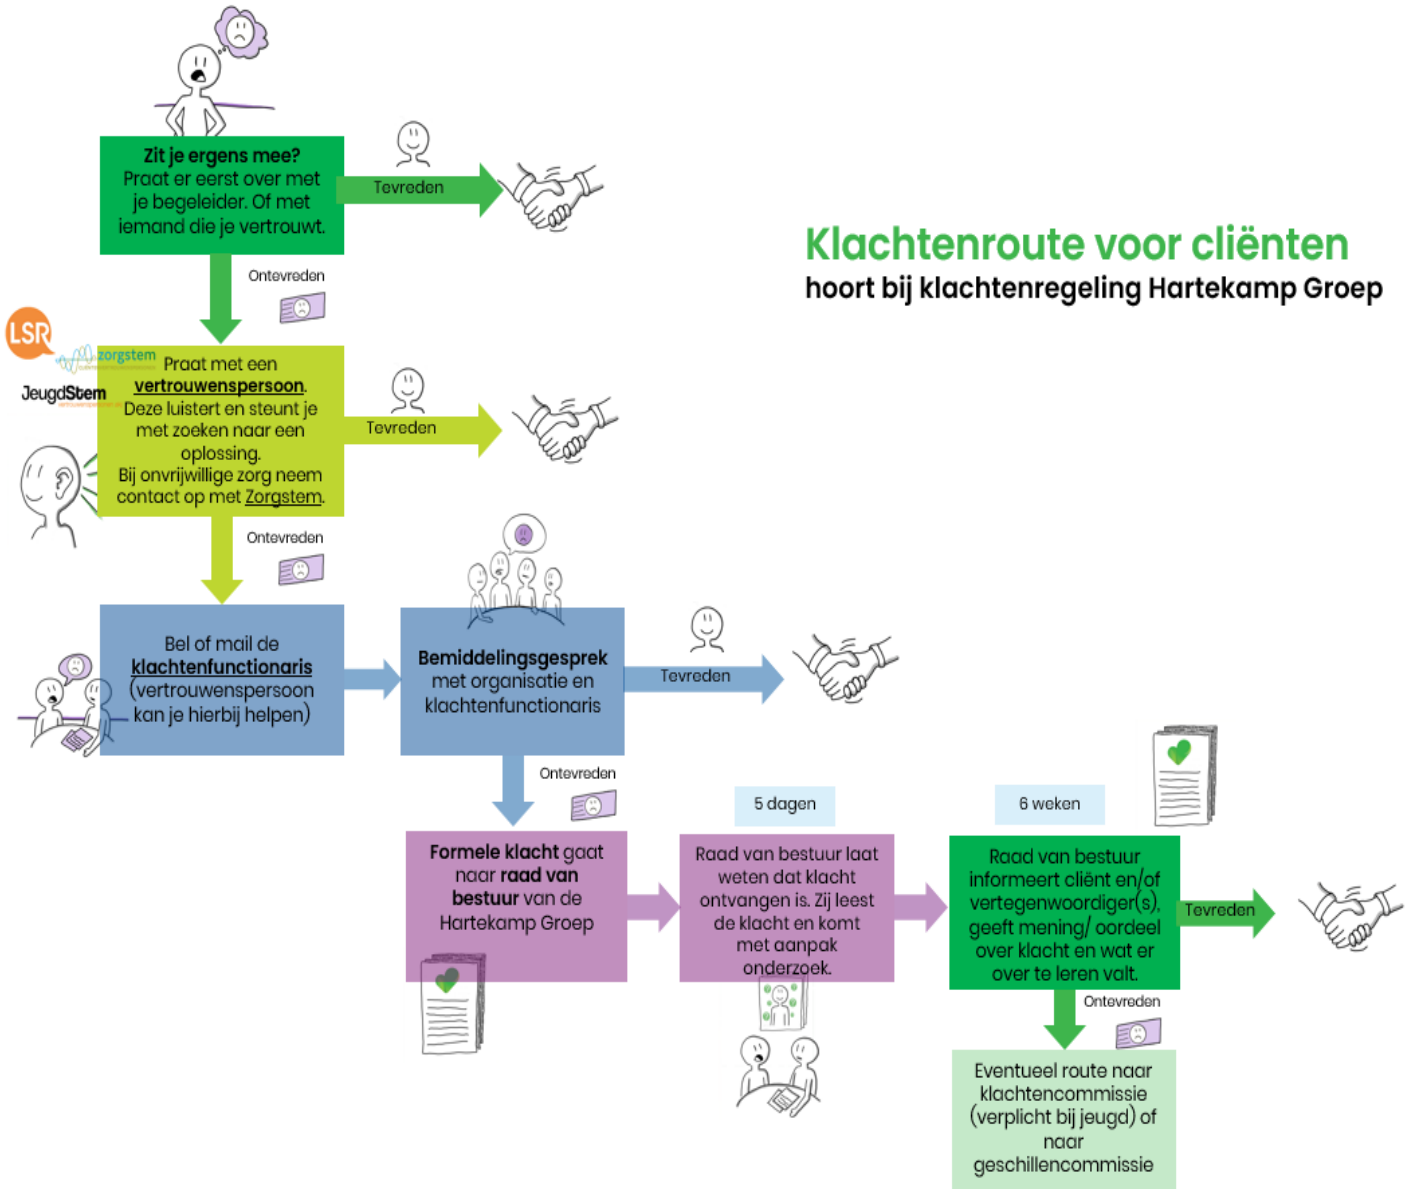 Zit je ergens mee?
Praat er eerst over met
je begeleider. Of met
iemand die je vertrouwt.
Tevreden
Klachtenroute voor cliënten
hoort bij klachtenregeling Hartekamp Groep
Ontevreden
LSR
zorgstem
JeugdStem
Praat met een
vertrouwenspersoon.
Deze luistert en steunt je
met zoeken naar een
oplossing.
Bij onvrijwillige zorg neem
contact op met Zorgstem.
Tevreden
Ontevreden
Bel of mail de
klachtenfunctionaris
(vertrouwenspersoon
kan je hierbij helpen)
Bemiddelingsgesprek
met organisatie en
klachtenfunctionaris
Tevreden
Ontevreden
Formele klacht gaat
naar raad van
bestuur van de
Hartekamp Groep
5 dagen
Raad van bestuur laat
weten dat klacht
ontvangen is. Zij leest
de klacht en komt
met aanpak
onderzoek.
6 weken
Raad van bestuur
informeert cliënt en/of
vertegenwoordiger(s),
geeft mening/ oordeel
over klacht en wat er
over te leren valt.
Tevreden
Ontevreden
Eventueel route naar
klachtencommissie
(verplicht bij jeugd) of
naar
geschillencommissie